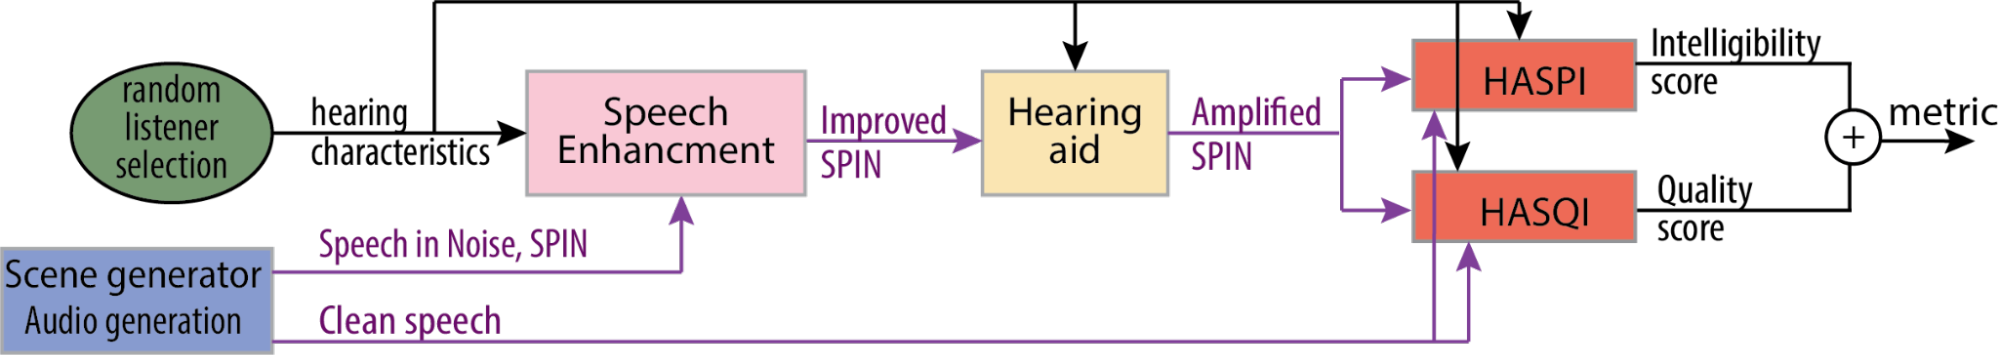 random
listener
selection
hearing
characteristics
Speech
Enhancment
Improved
SPIN
Hearing
aid
Amplified
SPIN
HASPI
Intelligibility
score
HASQI
Quality
score
+
metric
Scene generator
Audio generation
Speech in Noise, SPIN
Clean speech